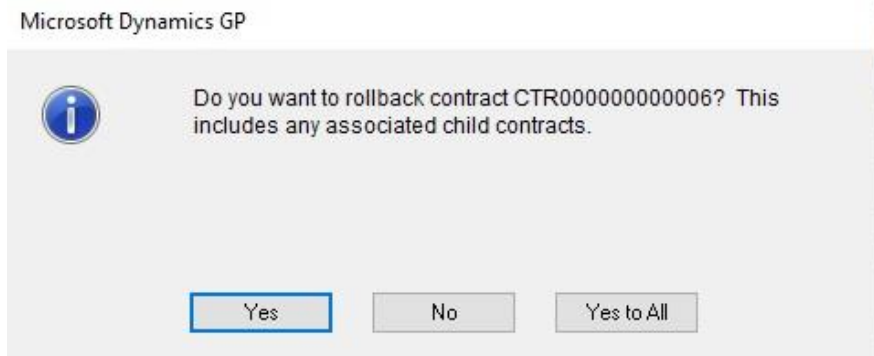 Microsoft Dynamics GP
Do you want to rollback contract CTR000000000006? This
includes any associated child contracts.
Yes No Yes to All